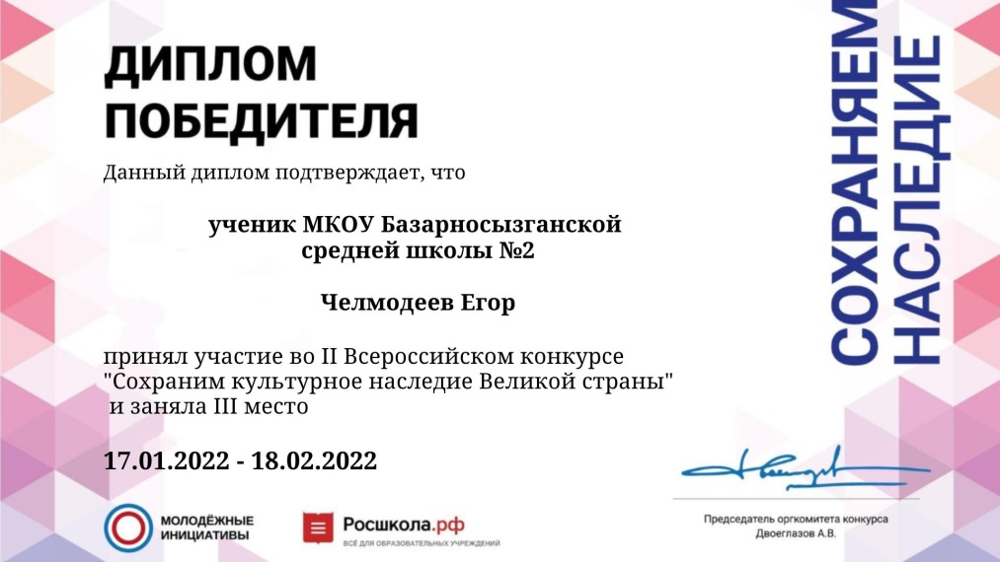 ДИПЛОМ
ПОБЕДИТЕЛЯ
Данный диплом подтверждает, что
ученик МКОУ Базарносызганской
средней школы №2
Челмодеев Егор
принял участие во II Всероссийском конкурсе
"Сохраним культурное наследие Великой страны"
и заняла III место
17.01.2022 - 18.02.2022
МОЛОДЁЖНЫЕ
ИНИЦИАТИВЫ
Росшкола.рф
ВСЁ ДЛЯ ОБРАЗОВАТЕЛЬНЫХ УЧРЕЖДЕНИЙ
Председатель оргкомитета конкурса
Двоеглазов А.В.
СОХРАНЯЕМ
НАСЛЕДИЕ